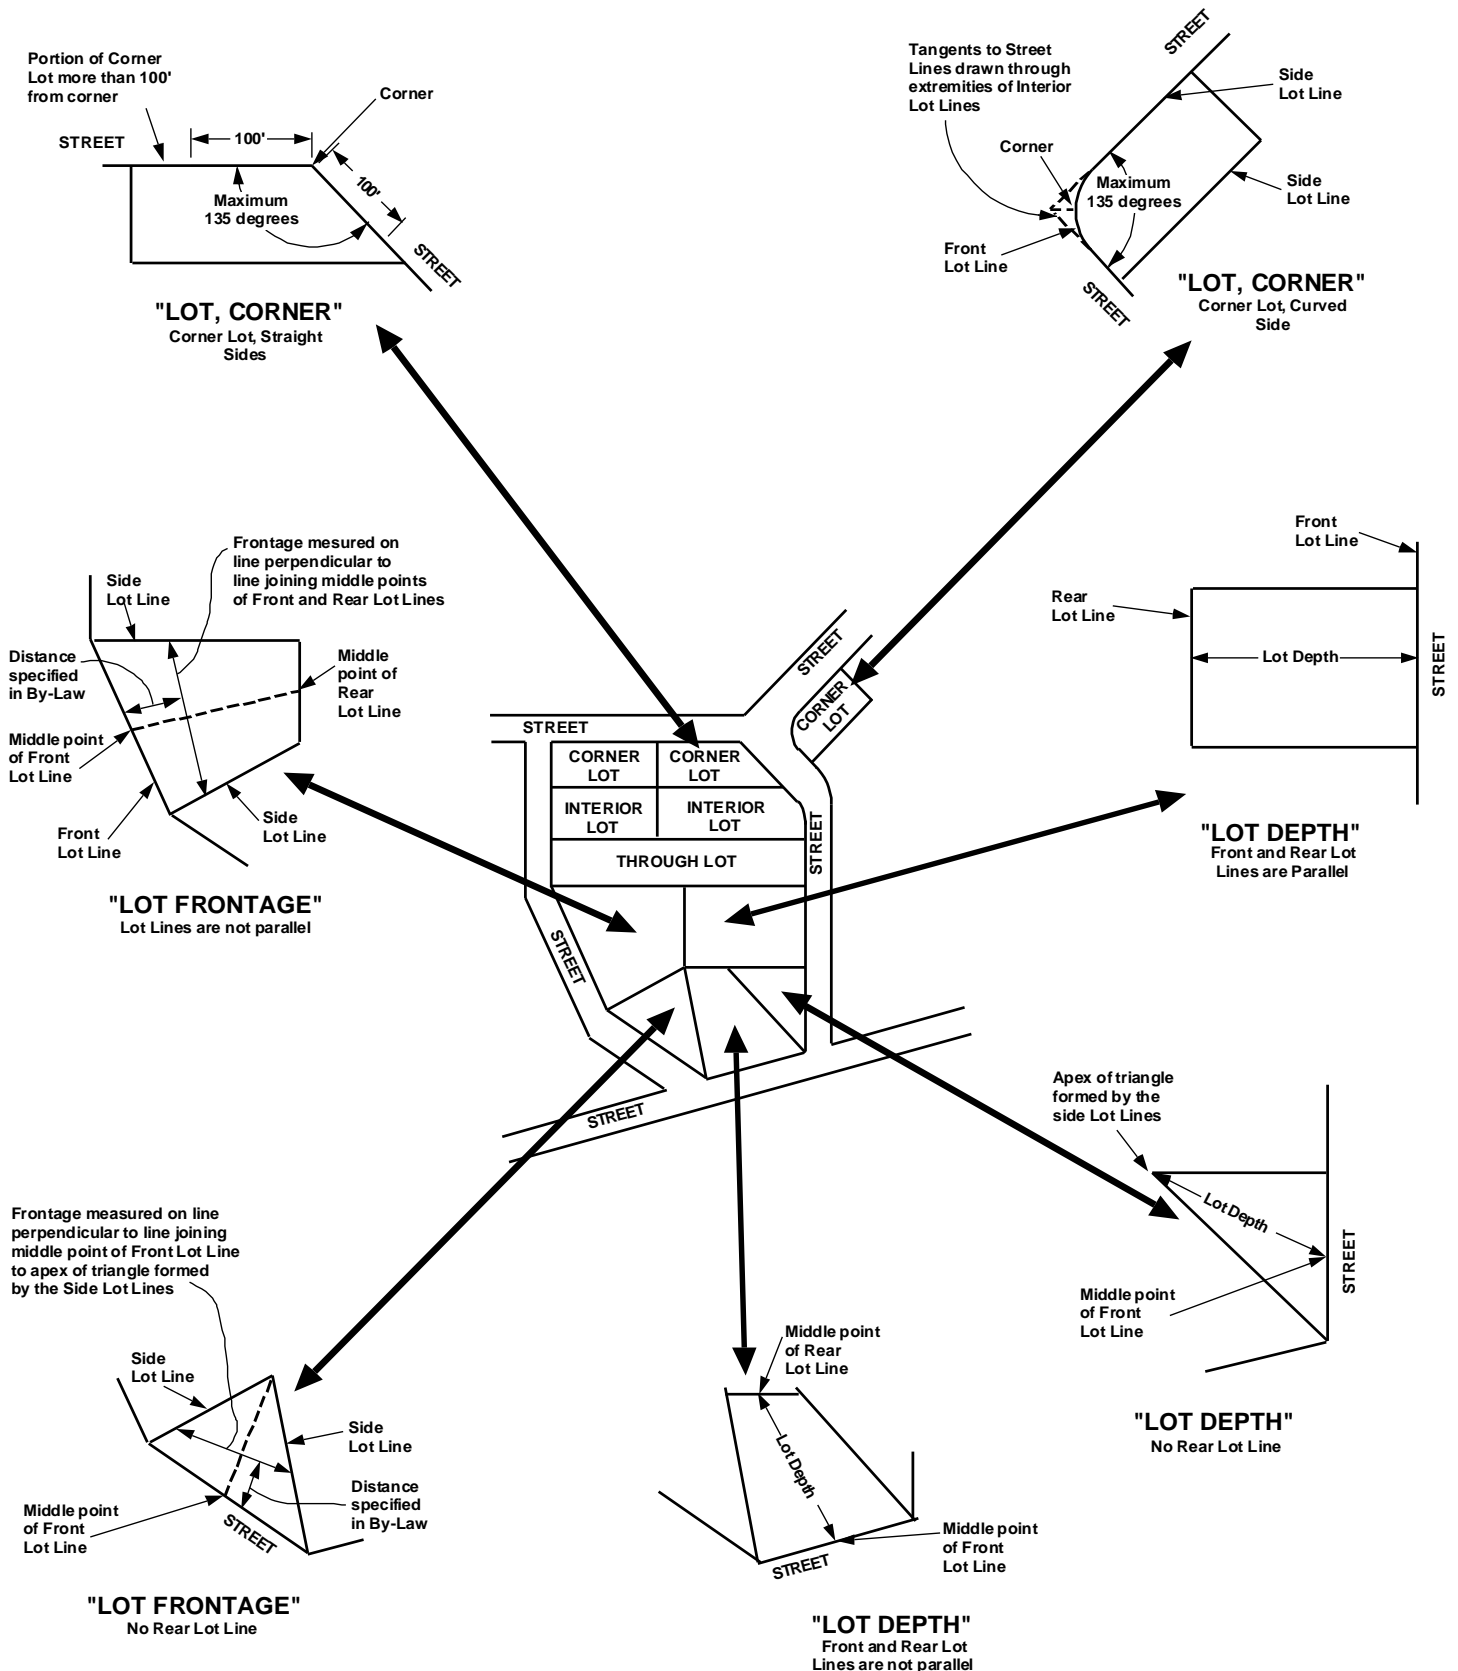 Portion of Corner
Lot more than 100'
from corner
Corner
STREET
100'
100'
Maximum
135 degrees
STREET
"LOT, CORNER"
Corner Lot, Straight
Sides
STREET
Tangents to Street
Lines drawn through
extremities of Interior
Lot Lines
Side
Lot Line
Corner
Maximum
135 degrees
Side
Lot Line
Front
Lot Line
STREET
"LOT, CORNER"
Corner Lot, Curved
Side
Frontage mesured on
line perpendicular to
line joining middle points
of Front and Rear Lot Lines
Side
Lot Line
Distance
specified
in By-Law
Middle
point of
Rear
Lot Line
Middle point
of Front
Lot Line
Front
Lot Line
Side
Lot Line
"LOT FRONTAGE"
Lot Lines are not parallel
STREET
STREET
CORNER
LOT
CORNER
LOT
CORNER
LOT
INTERIOR
LOT
INTERIOR
LOT
THROUGH LOT
STREET
STREET
STREET
Front
Lot Line
Rear
Lot Line
Lot Depth
STREET
"LOT DEPTH"
Front and Rear Lot
Lines are Parallel
Apex of triangle
formed by the
side Lot Lines
Lot Depth
STREET
Middle point
of Front
Lot Line
"LOT DEPTH"
No Rear Lot Line
Frontage measured on line
perpendicular to line joining
middle point of Front Lot Line
to apex of triangle formed
by the Side Lot Lines
Side
Lot Line
Side
Lot Line
Distance
specified
in By-Law
Middle point
of Front
Lot Line
STREET
"LOT FRONTAGE"
No Rear Lot Line
Middle point
of Rear
Lot Line
Lot Depth
Middle point
of Front
Lot Line
STREET
"LOT DEPTH"
Front and Rear Lot
Lines are not parallel